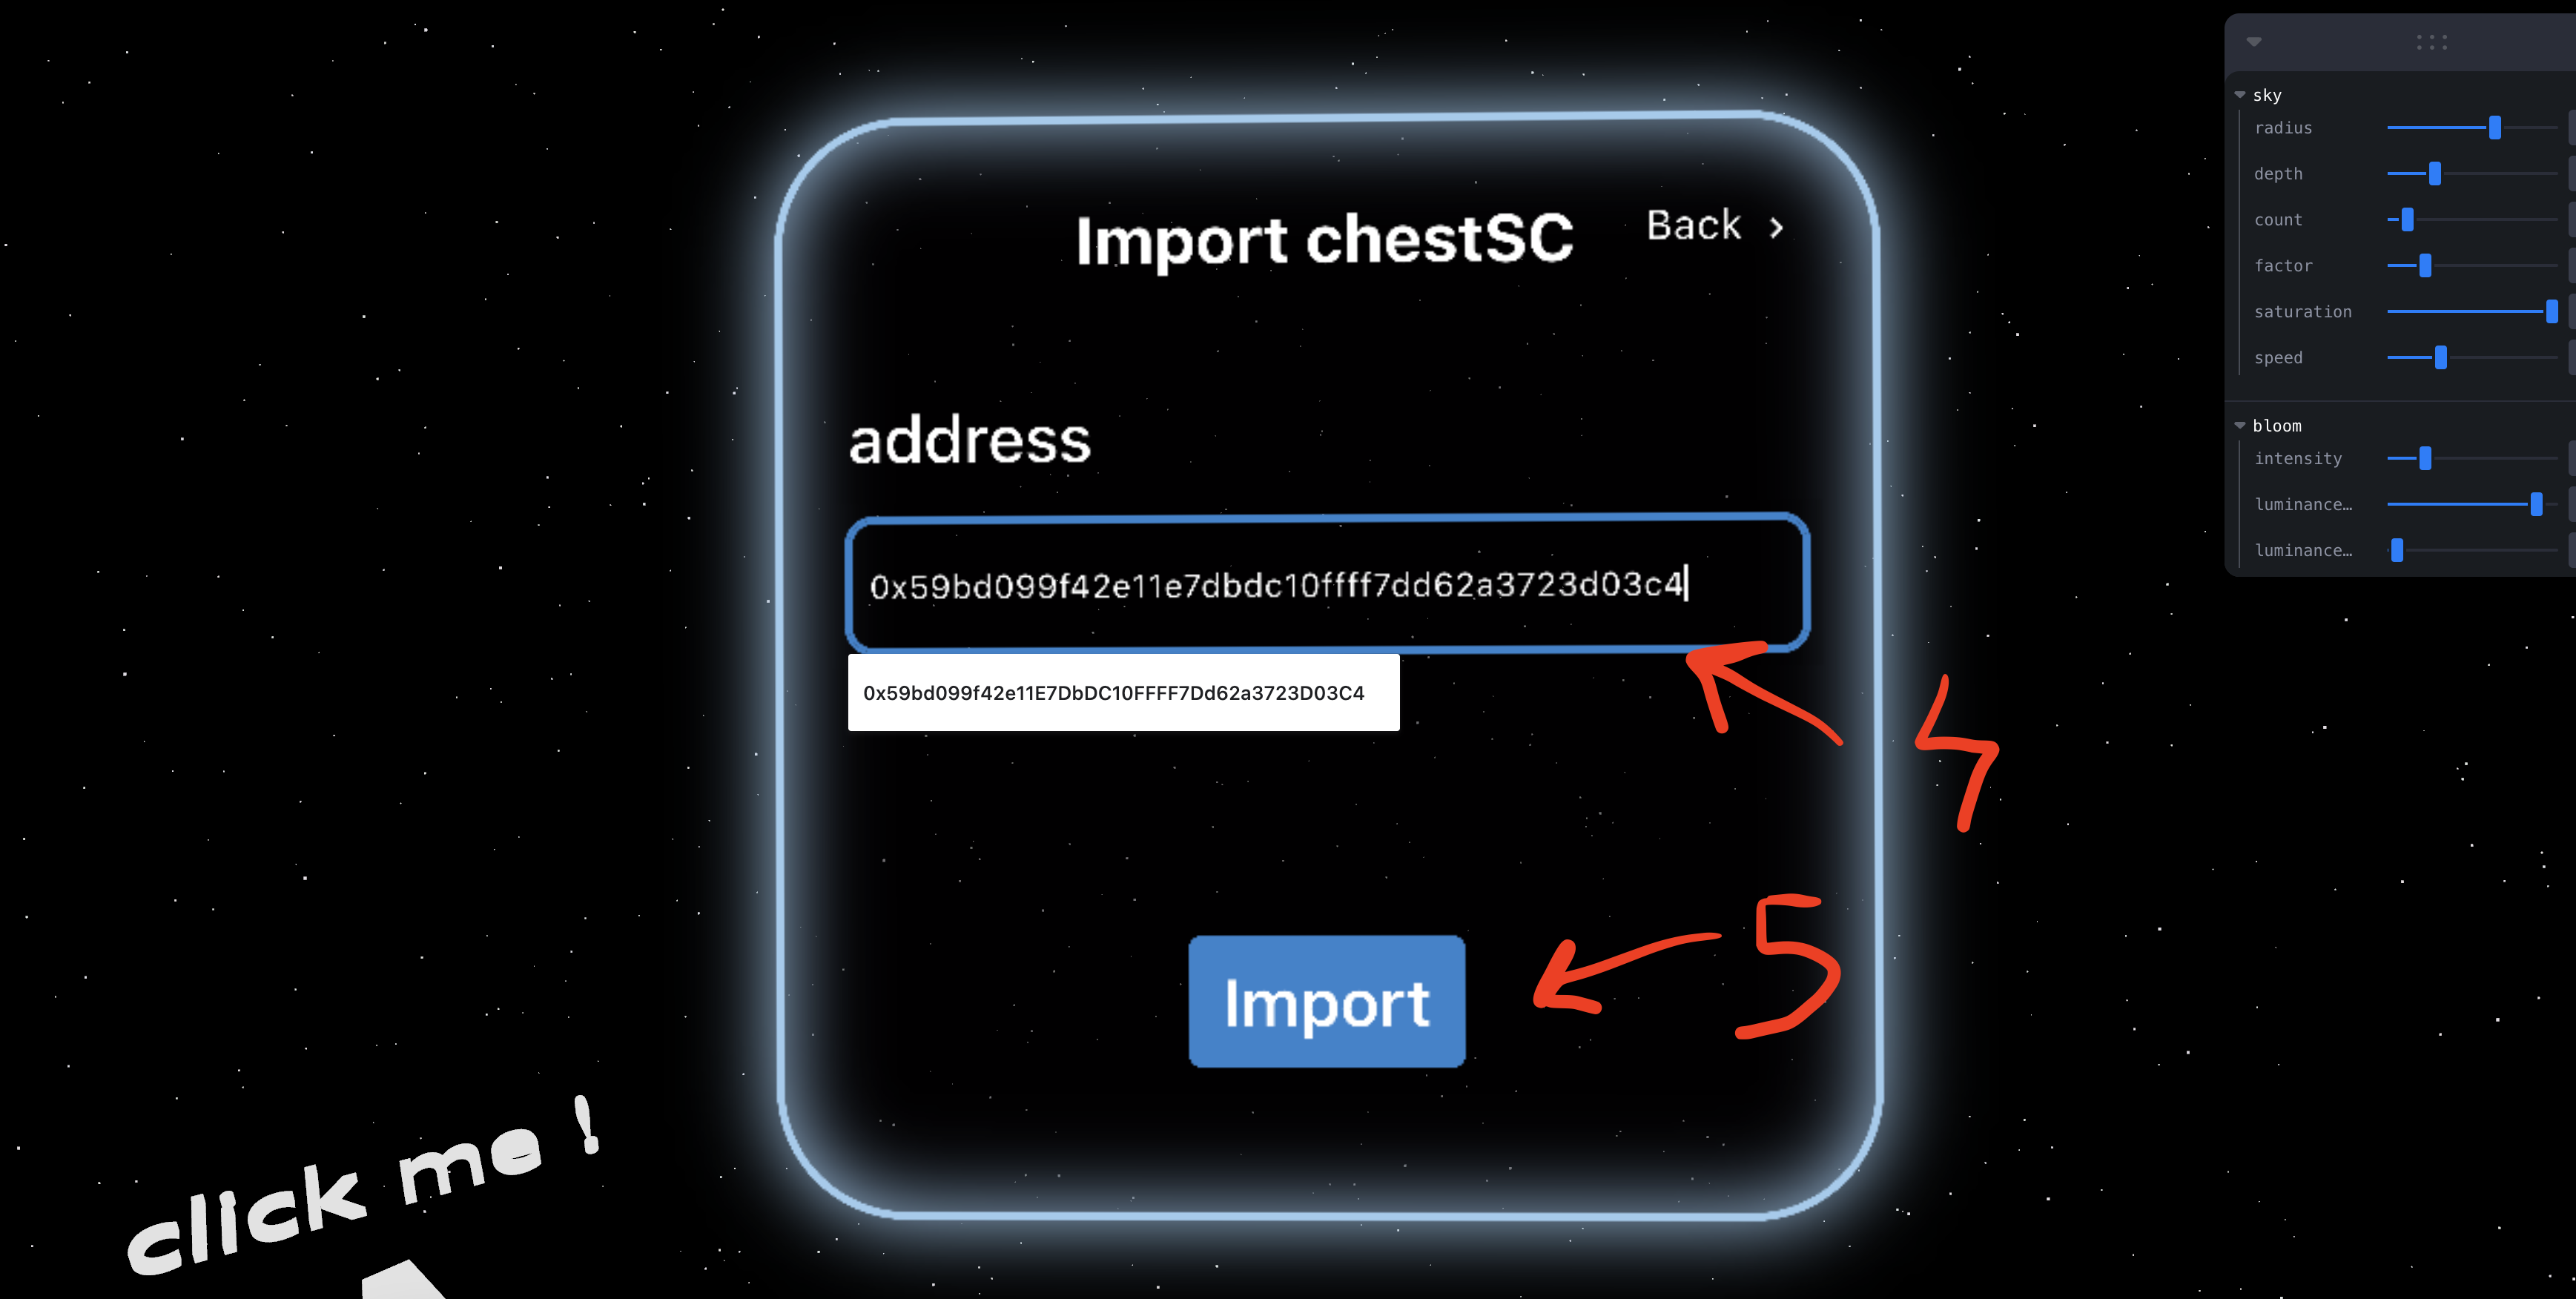 Import chestSC
Back >
address
0x59bd099f42e11e7dbdc10ffff7dd62a3723d03c4
0x59bd099f42e11E7DbDC10FFFF7Dd62a3723D03C4
4
Import
5
click me !
sky
radius
depth
count
factor
saturation
speed
bloom
intensity
luminance…
luminance…